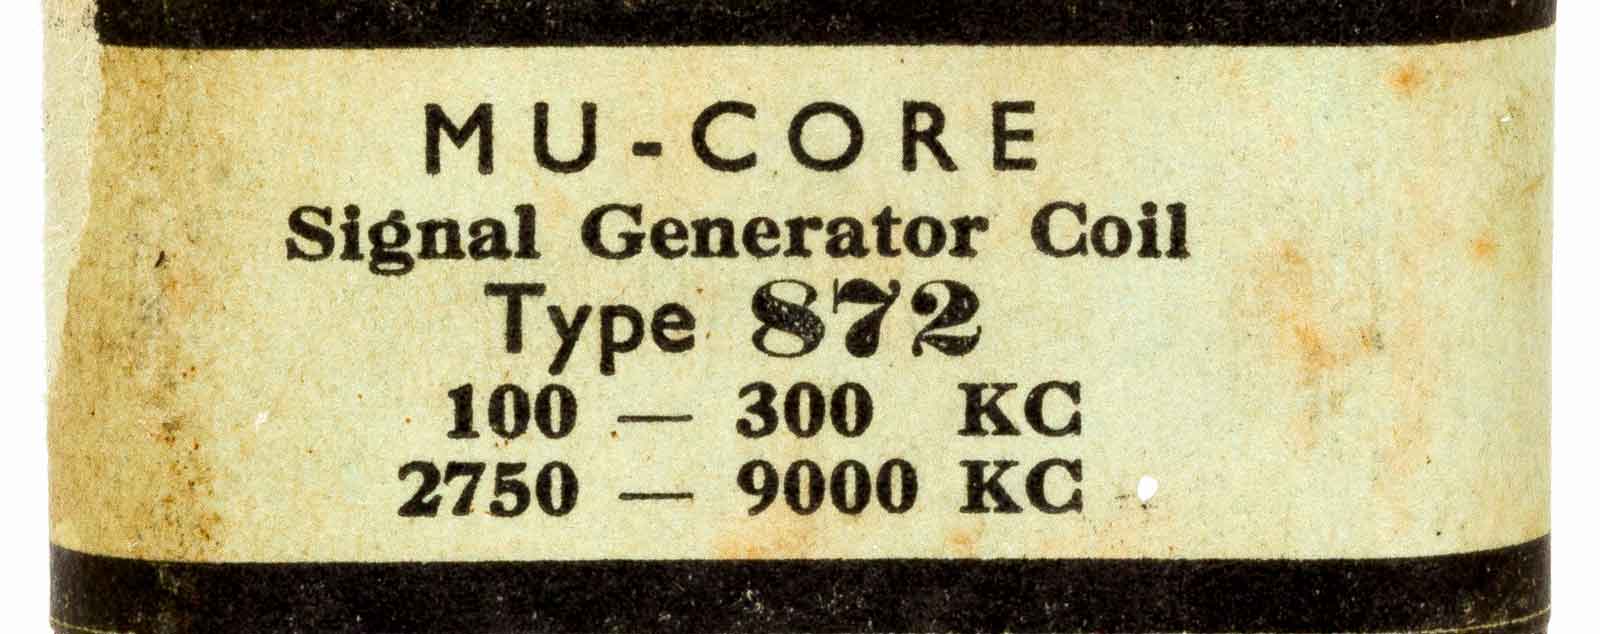 MU-CORE
Signal Generator Coil
Type 872
100 — 300 KC
2750 — 9000 KC